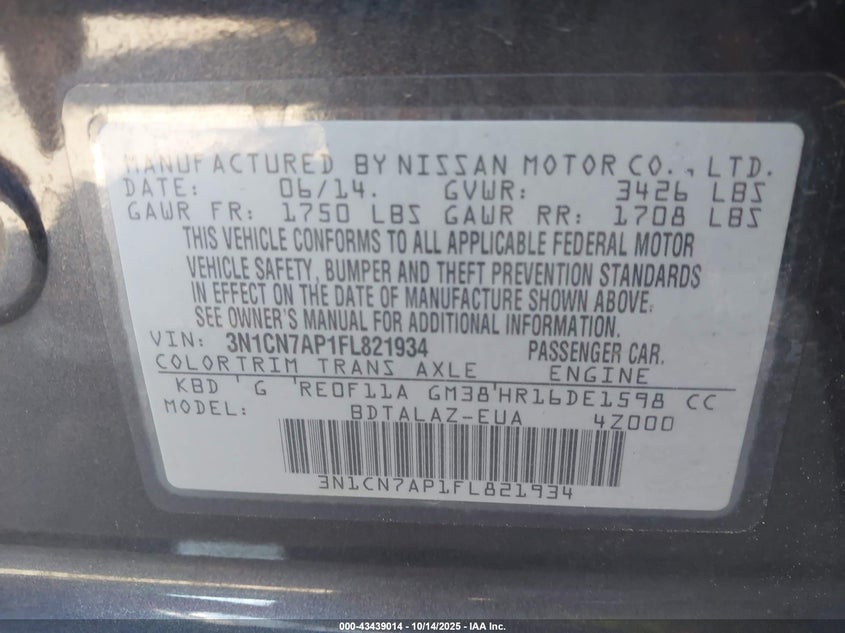 MANUFACTURED BY NISSAN MOTOR CO., LTD.
DATE: 06/14. GVWR: 3426 LBS
GAWR FR: 1750 LBS GAWR RR: 1708 LBS
THIS VEHICLE CONFORMS TO ALL APPLICABLE FEDERAL MOTOR
VEHICLE SAFETY, BUMPER AND THEFT PREVENTION STANDARDS
IN EFFECT ON THE DATE OF MANUFACTURE SHOWN ABOVE:
SEE OWNER'S MANUAL FOR ADDITIONAL INFORMATION.
VIN: 3N1CN7AP1FL821934 PASSENGER CAR.
COLORTRIM TRANS AXLE ENGINE
KBD 'G 'RE0F11A GM38'HR16DE1598 CC
MODEL: BDTALAZ-EUA 4Z000
3N1CN7AP1FL821934
000-43439014 - 10/14/2025 - IAA Inc.